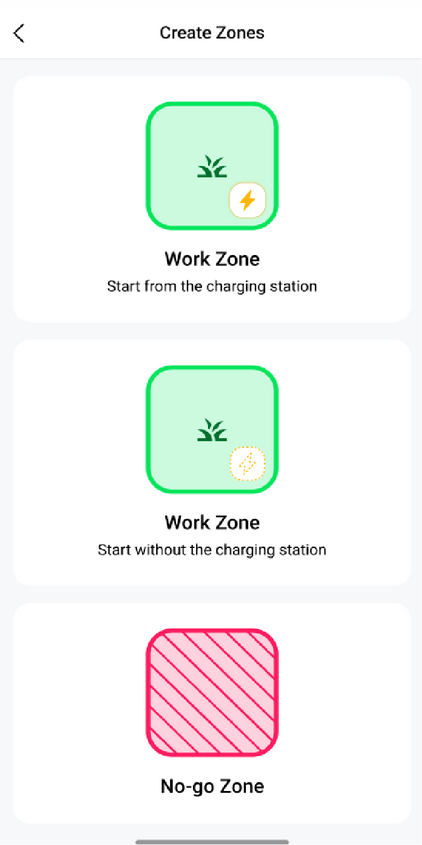 Create Zones
Work Zone
Start from the charging station
Work Zone
Start without the charging station
No-go Zone